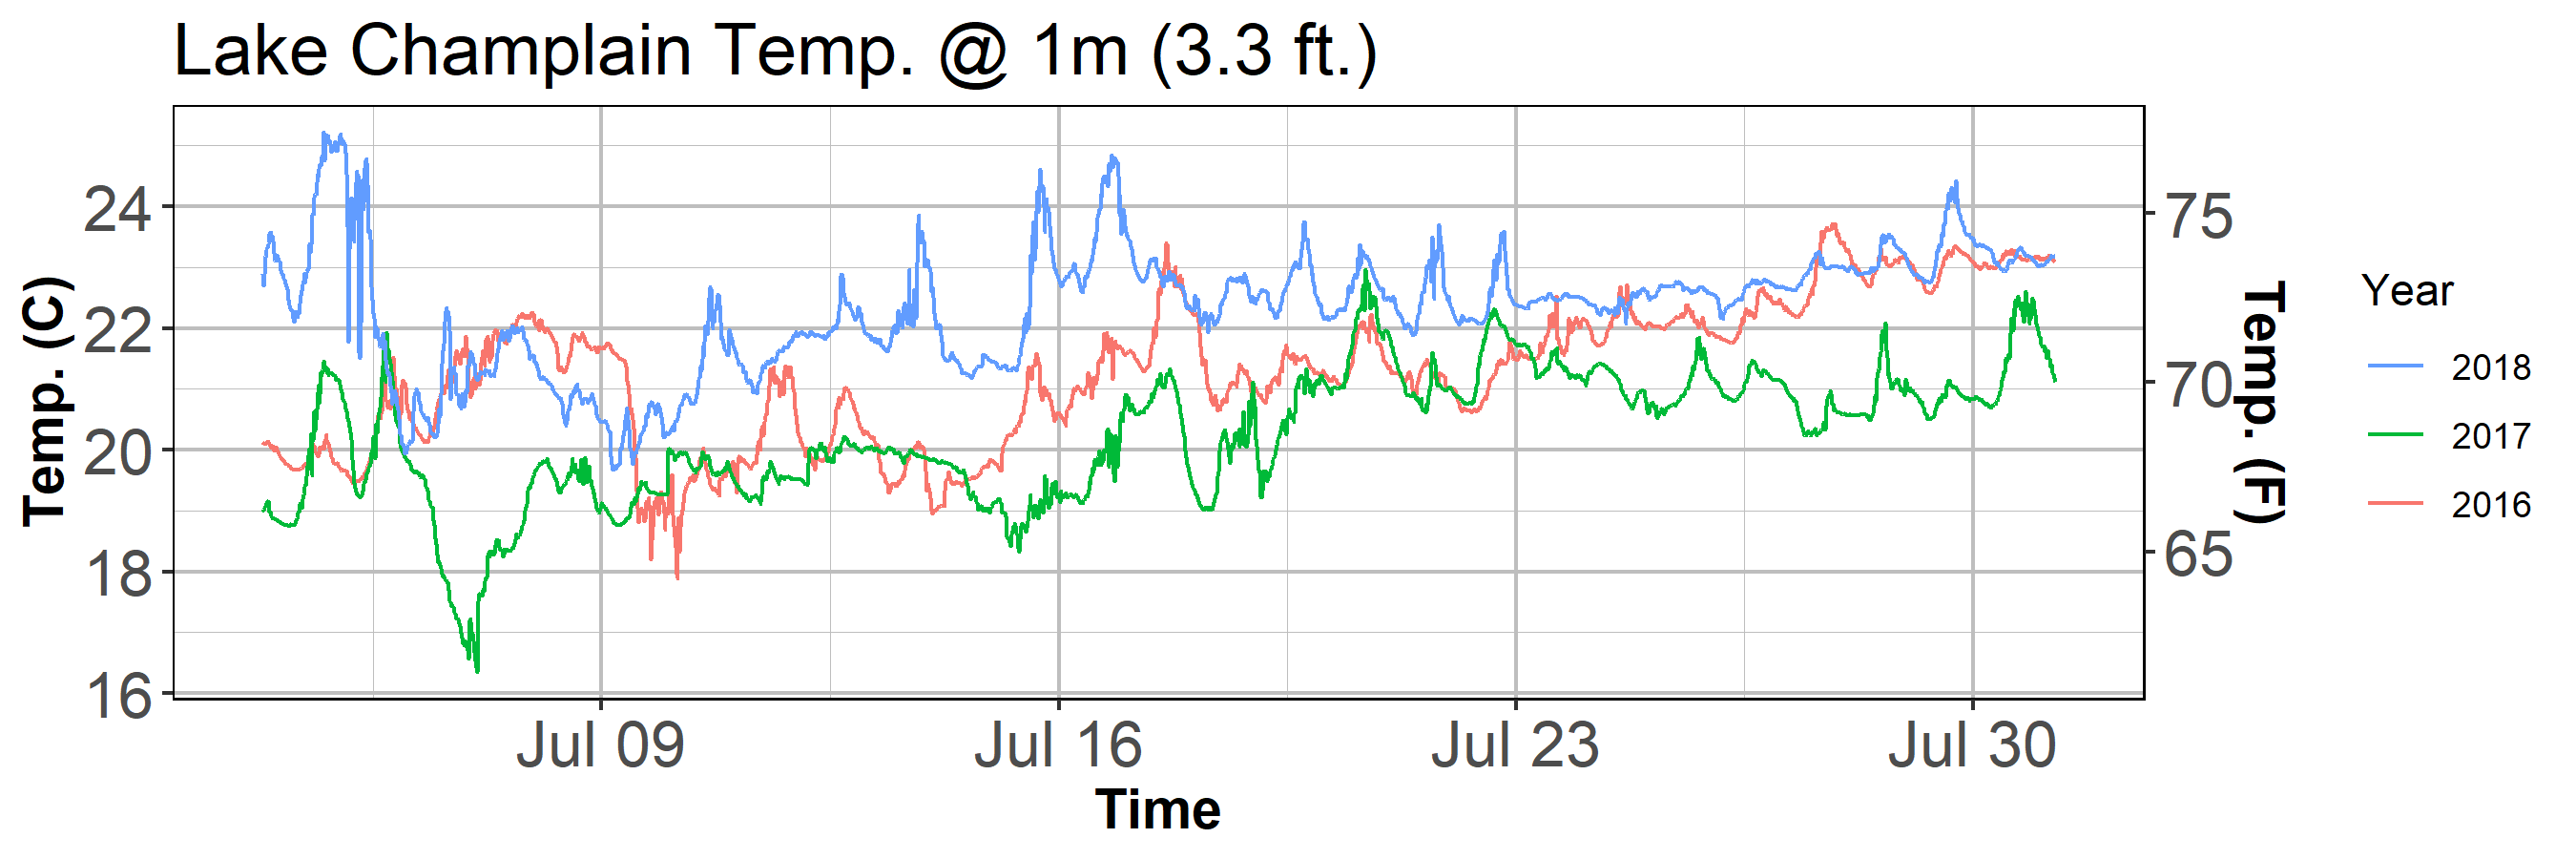 Lake Champlain Temp. @ 1m (3.3 ft.)
Temp. (C)
24
22
20
18
16
75
70
65
Temp. (F)
Jul 09
Jul 16
Jul 23
Jul 30
Time
Year
2018
2017
2016